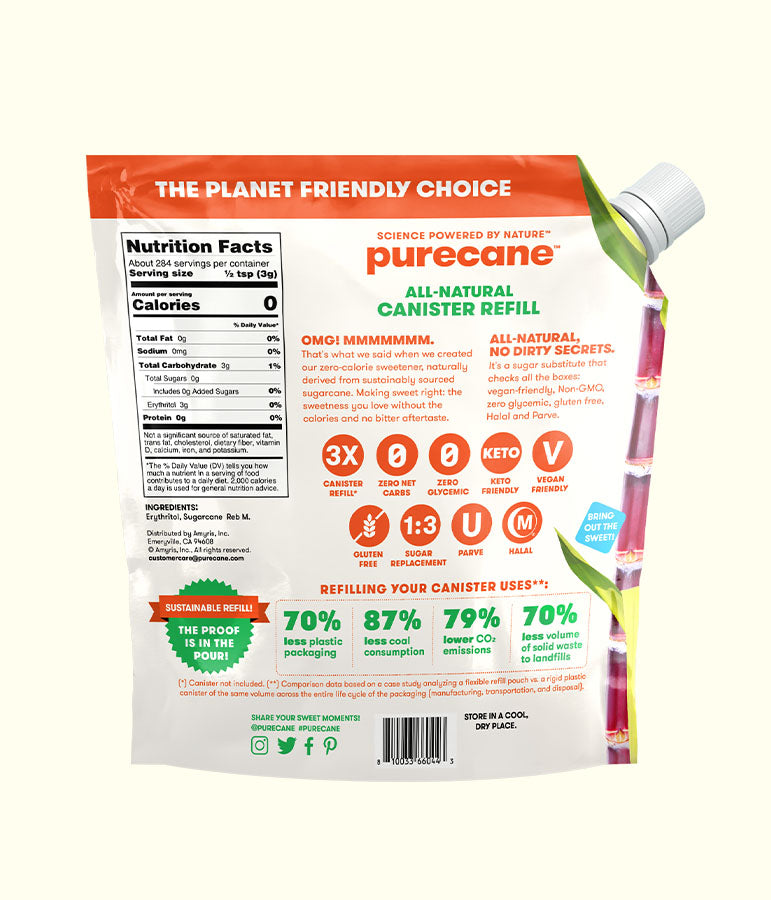 THE PLANET FRIENDLY CHOICE
Nutrition Facts
About 284 servings per container
Serving size ½ tsp (3g)
Amount per serving
Calories 0
% Daily Value*
Total Fat 0g 0%
Sodium 0mg 0%
Total Carbohydrate 3g 1%
Total Sugars 0g
Includes 0g Added Sugars 0%
Erythritol 3g 0%
Protein 0g 0%
Not a significant source of saturated fat,
trans fat, cholesterol, dietary fiber, vitamin
D, calcium, iron, and potassium.
*The % Daily Value (DV) tells you how
much a nutrient in a serving of food
contributes to a daily diet. 2,000 calories
a day is used for general nutrition advice.
INGREDIENTS:
Erythritol, Sugarcane Reb M.
Distributed by Amyris, Inc.
Emeryville, CA 94608
© Amyris, Inc., All rights reserved.
customercare@purecane.com
SCIENCE POWERED BY NATURE™
purecane™
ALL-NATURAL
CANISTER REFILL
OMG! MMMMMMM.
That's what we said when we created
our zero-calorie sweetener, naturally
derived from sustainably sourced
sugarcane. Making sweet right: the
sweetness you love without the
calories and no bitter aftertaste.
ALL-NATURAL,
NO DIRTY SECRETS.
It's a sugar substitute that
checks all the boxes:
vegan-friendly, Non-GMO,
zero glycemic, gluten free,
Halal and Parve.
3X
CANISTER
REFILL*
0
ZERO NET
CARBS
0
ZERO
GLYCEMIC
KETO
KETO
FRIENDLY
V
VEGAN
FRIENDLY
GLUTEN
FREE
1:3
SUGAR
REPLACEMENT
U
PARVE
M
HALAL
BRING
OUT THE
SWEET!
SUSTAINABLE REFILL!
THE PROOF
IS IN THE
POUR!
REFILLING YOUR CANISTER USES**:
70%
less plastic
packaging
87%
less coal
consumption
79%
lower CO₂
emissions
70%
less volume
of solid waste
to landfills
(*) Canister not included. (**) Comparison data based on a case study analyzing a flexible refill pouch vs. a rigid plastic
canister of the same volume across the entire life cycle of the packaging (manufacturing, transportation, and disposal).
SHARE YOUR SWEET MOMENTS!
@PURECANE #PURECANE
8 10033 66044 3
STORE IN A COOL,
DRY PLACE.